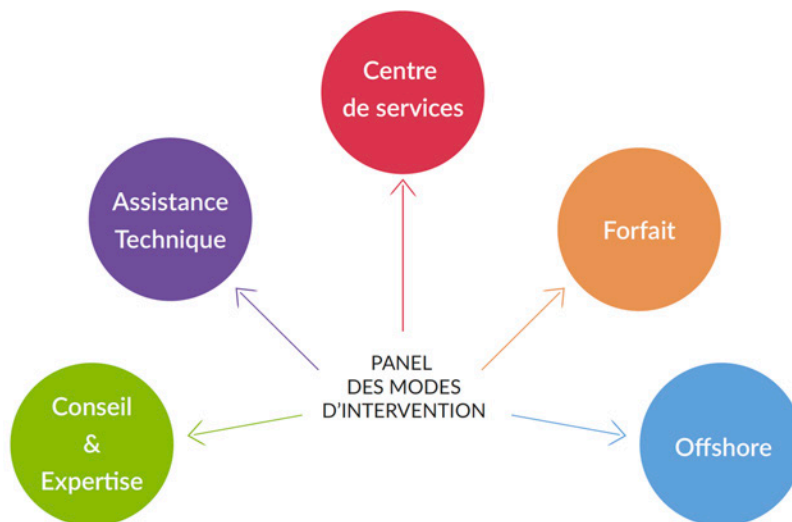 Centre
de services
Assistance
Technique
Forfait
PANEL
DES MODES
D'INTERVENTION
Conseil
&
Expertise
Offshore